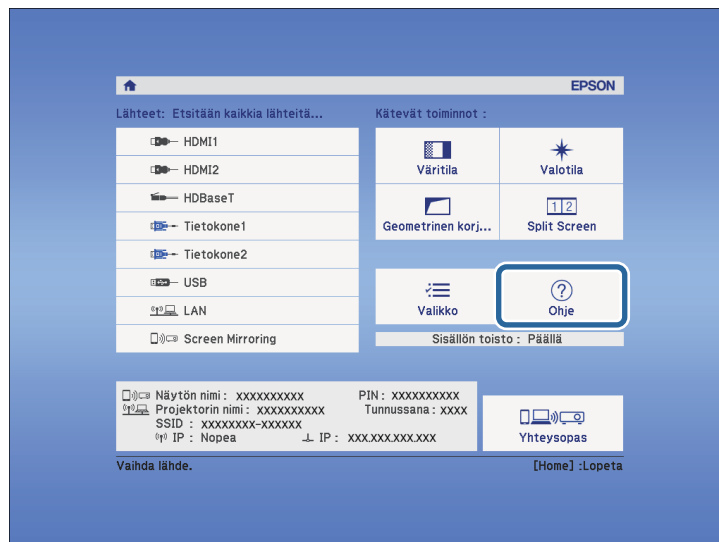 EPSON
Lähteet: Etsitään kaikkia lähteitä...
HDMI1
HDMI2
HDBaseT
Tietokone1
Tietokone2
USB
LAN
Screen Mirroring
Kätevät toiminnot :
Väritila
Valotila
Geometrinen korj...
1 2
Split Screen
Valikko
?
Ohje
Sisällön toisto : Päällä
Näytön nimi : xxxxxxxxxx PIN : xxxxxxxxxx
Projektorin nimi : xxxxxxxxxx Tunnussana : xxxx
SSID : xxxxxxxx-xxxxxx
IP : Nopea IP : xxx.xxx.xxx.xxx
Yhteysopas
Vaihda lähde. [Home] :Lopeta